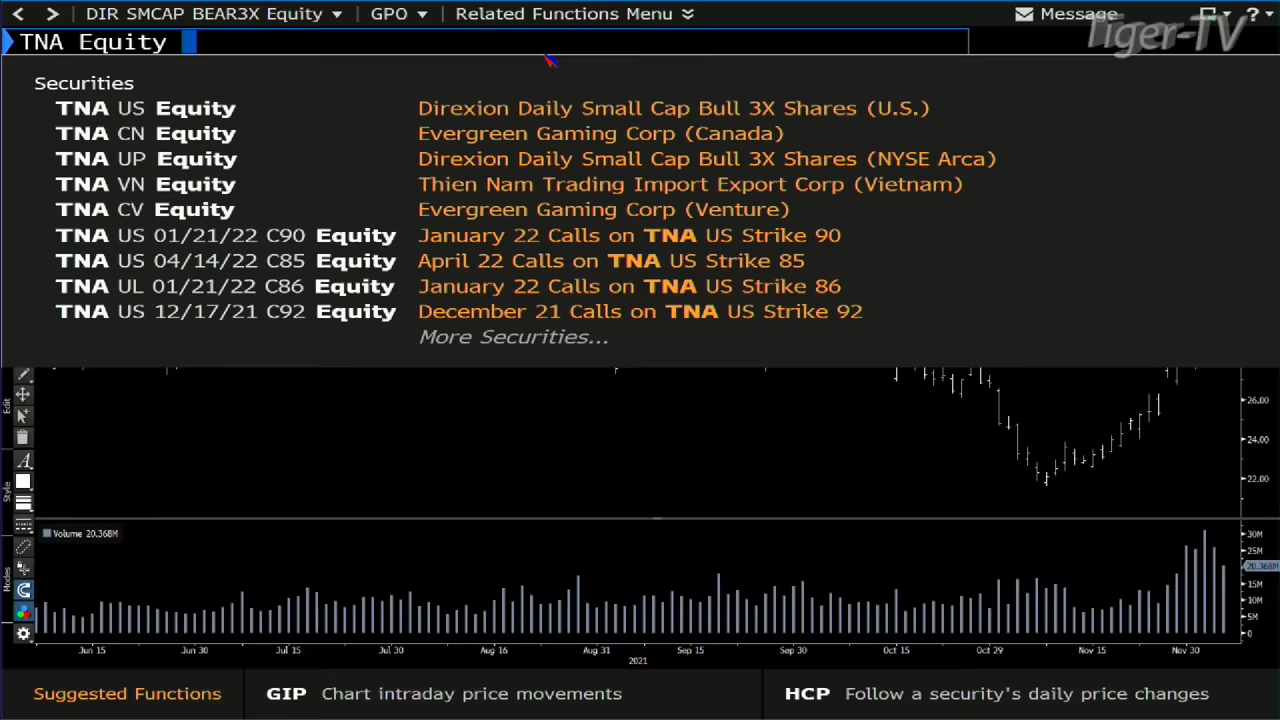 DIR SMCAP BEAR3X Equity GPO Related Functions Menu Message ?
Tiger-TV
TNA Equity
Securities
TNA US Equity Direxion Daily Small Cap Bull 3X Shares (U.S.)
TNA CN Equity Evergreen Gaming Corp (Canada)
TNA UP Equity Direxion Daily Small Cap Bull 3X Shares (NYSE Arca)
TNA VN Equity Thien Nam Trading Import Export Corp (Vietnam)
TNA CV Equity Evergreen Gaming Corp (Venture)
TNA US 01/21/22 C90 Equity January 22 Calls on TNA US Strike 90
TNA US 04/14/22 C85 Equity April 22 Calls on TNA US Strike 85
TNA UL 01/21/22 C86 Equity January 22 Calls on TNA US Strike 86
TNA US 12/17/21 C92 Equity December 21 Calls on TNA US Strike 92
More Securities...
Edit
26.00
24.00
22.00
Style
Modes
Volume 20.368M
30M
25M
20.368M
15M
10M
5M
0
Jun 15 Jun 30 Jul 15 Jul 30 Aug 16 Aug 31 Sep 15 Sep 30 Oct 15 Oct 29 Nov 15 Nov 30
2021
Suggested Functions GIP Chart intraday price movements HCP Follow a security's daily price changes